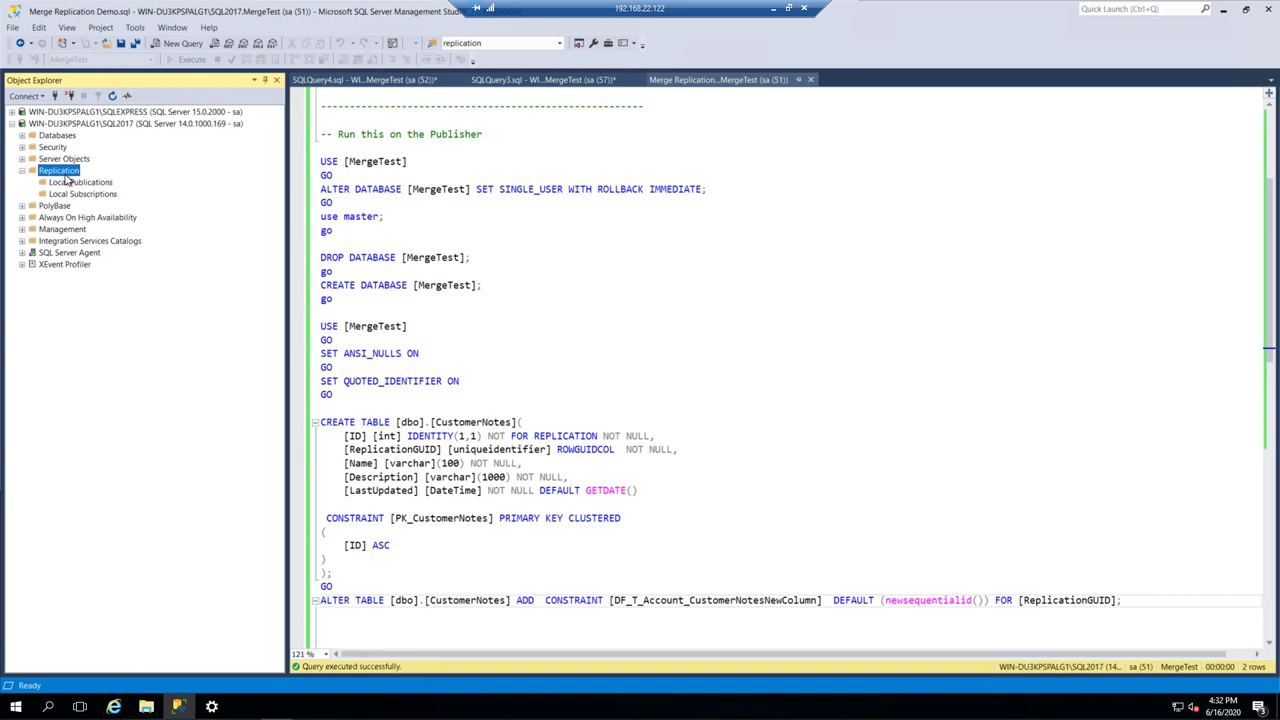 Merge Replication Demo.sql - WIN-DU3KPSPALG1\SQL2017.MergeTest (sa (51)) - Microsoft SQL Server Management Stud
192.168.22.122
Quick Launch (Ctrl+Q)
File Edit View Project Tools Window Help
New Query
replication
MergeTest
Execute
Object Explorer
SQLQuery4.sql - WI...MergeTest (sa (52))*
SQLQuery3.sql - WI...MergeTest (sa (57))*
Merge Replication...MergeTest (sa (51))
Connect
WIN-DU3KPSPALG1\SQLEXPRESS (SQL Server 15.0.2000 - sa)
WIN-DU3KPSPALG1\SQL2017 (SQL Server 14.0.1000.169 - sa)
Databases
Security
Server Objects
Replication
Local Publications
Local Subscriptions
PolyBase
Always On High Availability
Management
Integration Services Catalogs
SQL Server Agent
XEvent Profiler
--------------------------------------------------------
-- Run this on the Publisher
USE [MergeTest]
GO
ALTER DATABASE [MergeTest] SET SINGLE_USER WITH ROLLBACK IMMEDIATE;
GO
use master;
go
DROP DATABASE [MergeTest];
go
CREATE DATABASE [MergeTest];
go
USE [MergeTest]
GO
SET ANSI_NULLS ON
GO
SET QUOTED_IDENTIFIER ON
GO
CREATE TABLE [dbo].[CustomerNotes](
[ID] [int] IDENTITY(1,1) NOT FOR REPLICATION NOT NULL,
[ReplicationGUID] [uniqueidentifier] ROWGUIDCOL  NOT NULL,
[Name] [varchar](100) NOT NULL,
[Description] [varchar](1000) NOT NULL,
[LastUpdated] [DateTime] NOT NULL DEFAULT GETDATE()
CONSTRAINT [PK_CustomerNotes] PRIMARY KEY CLUSTERED
(
[ID] ASC
)
);
GO
ALTER TABLE [dbo].[CustomerNotes] ADD  CONSTRAINT [DF_T_Account_CustomerNotesNewColumn]  DEFAULT (newsequentialid()) FOR [ReplicationGUID];
121 %
Query executed successfully.
WIN-DU3KPSPALG1\SQL2017 (14...
sa (51)
MergeTest
00:00:00
2 rows
Ready
4:32 PM
6/16/2020
3